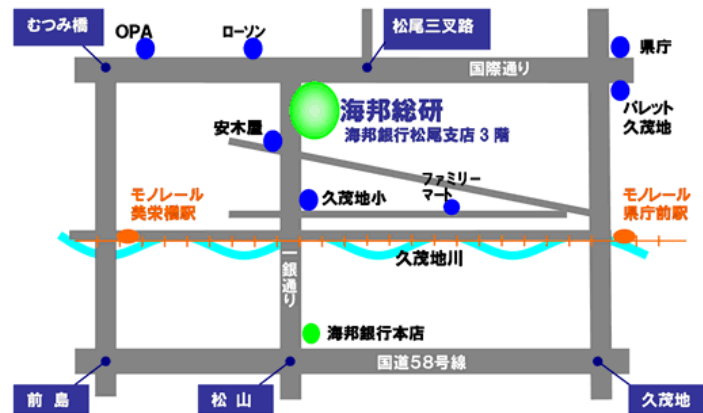 むつみ橋
OPA
ローソン
松尾三叉路
県庁
国際通り
海邦総研
海邦銀行松尾支店3階
パレット
久茂地
安木屋
ファミリー
マート
モノレール
美栄橋駅
久茂地小
モノレール
県庁前駅
一銀通り
久茂地川
海邦銀行本店
国道58号線
前島
松山
久茂地